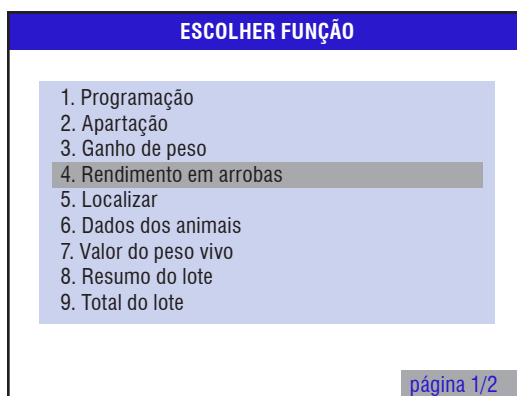 ESCOLHER FUNÇÃO
1. Programação
2. Apartação
3. Ganho de peso
4. Rendimento em arrobas
5. Localizar
6. Dados dos animais
7. Valor do peso vivo
8. Resumo do lote
9. Total do lote
página 1/2